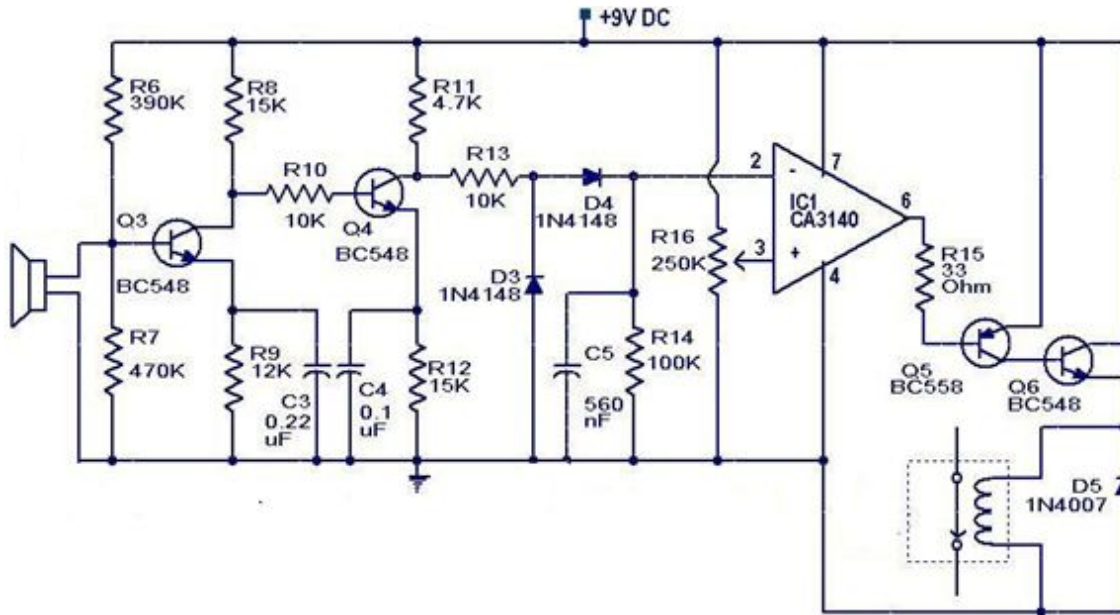 +9V DC
R6
390K
R8
15K
R11
4.7K
R10
10K
R13
10K
Q3
BC548
Q4
BC548
D4
1N4148
D3
1N4148
2
-
7
IC1
CA3140
6
3
+
4
R16
250K
R15
33
Ohm
R7
470K
R9
12K
C3
0.22
uF
C4
0.1
uF
R12
15K
C5
560
nF
R14
100K
Q5
BC558
Q6
BC548
D5
1N4007